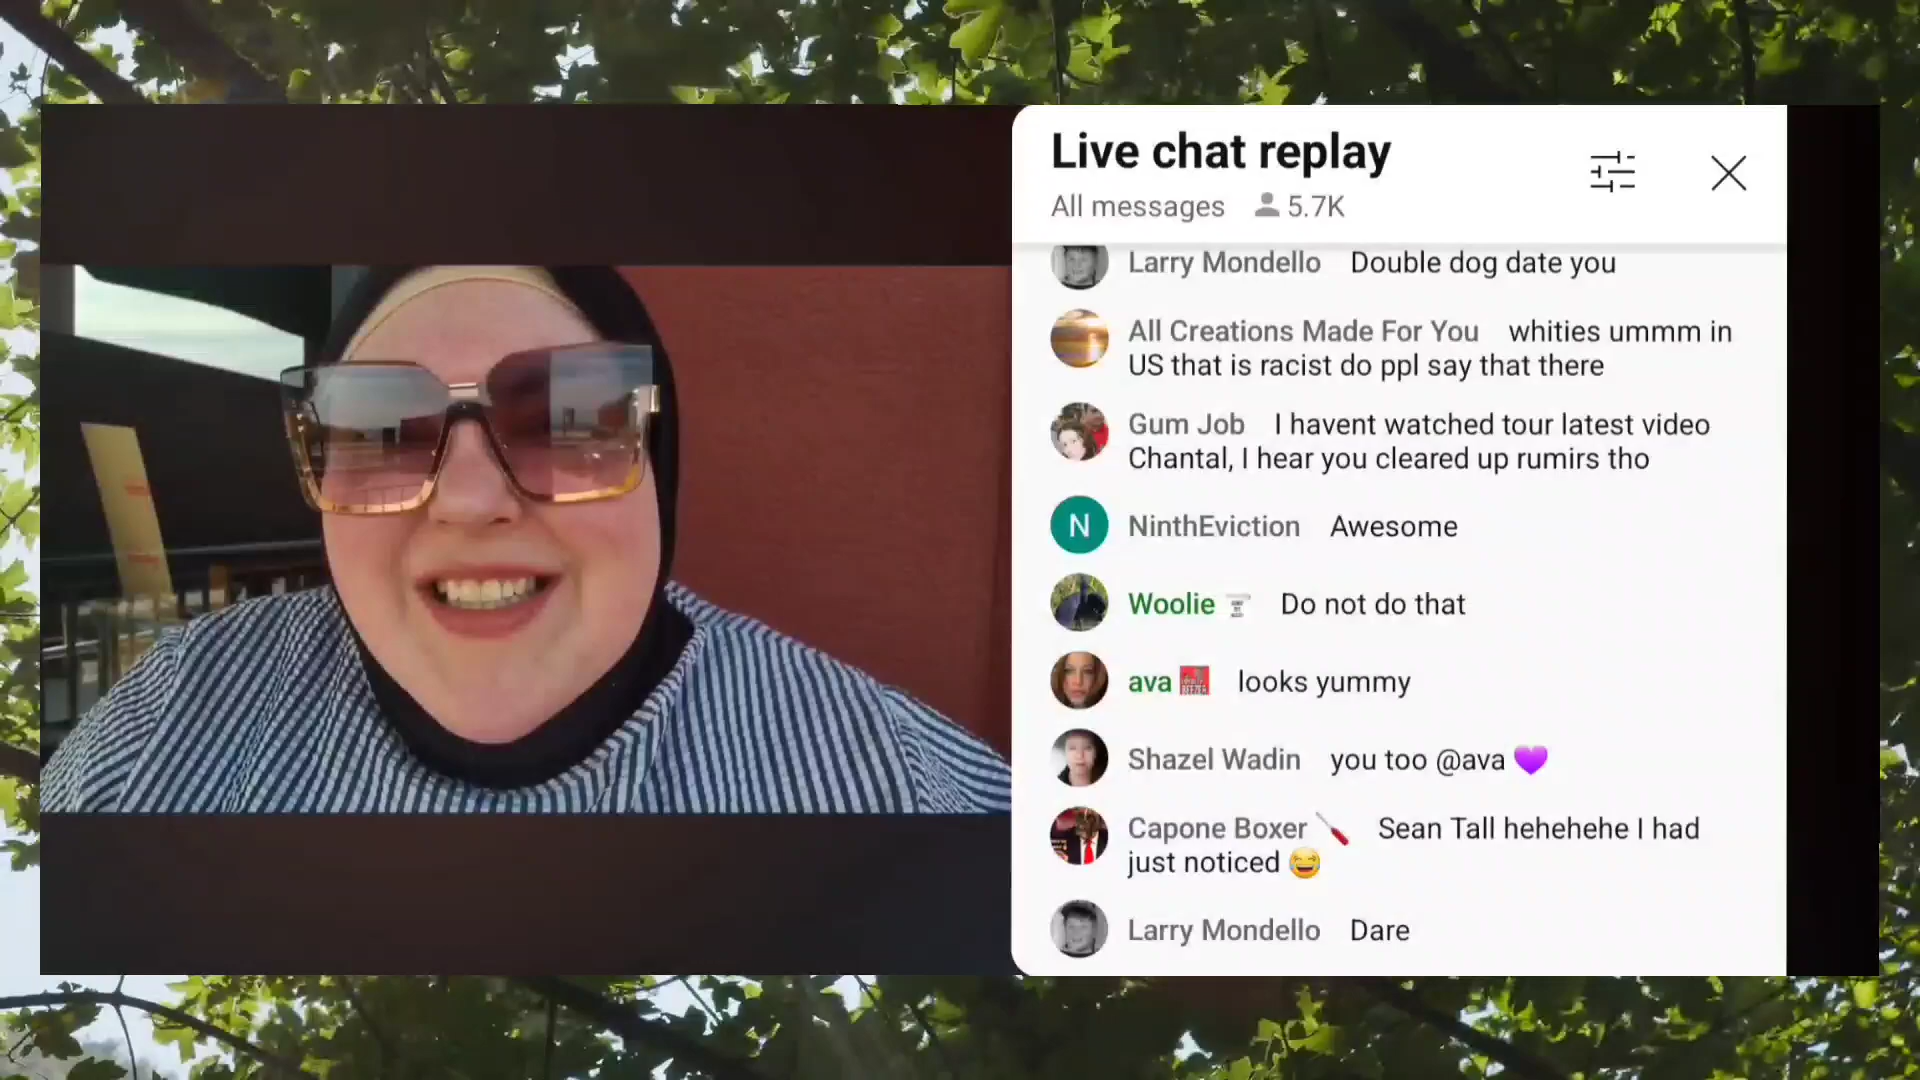 Live chat replay
All messages 5.7K
Larry Mondello Double dog date you
All Creations Made For You whities ummm in
US that is racist do ppl say that there
Gum Job I havent watched tour latest video
Chantal, I hear you cleared up rumirs tho
N NinthEviction Awesome
Woolie Do not do that
ava looks yummy
Shazel Wadin you too @ava 💜
Capone Boxer 🪛 Sean Tall hehehehe I had
just noticed 😂
Larry Mondello Dare